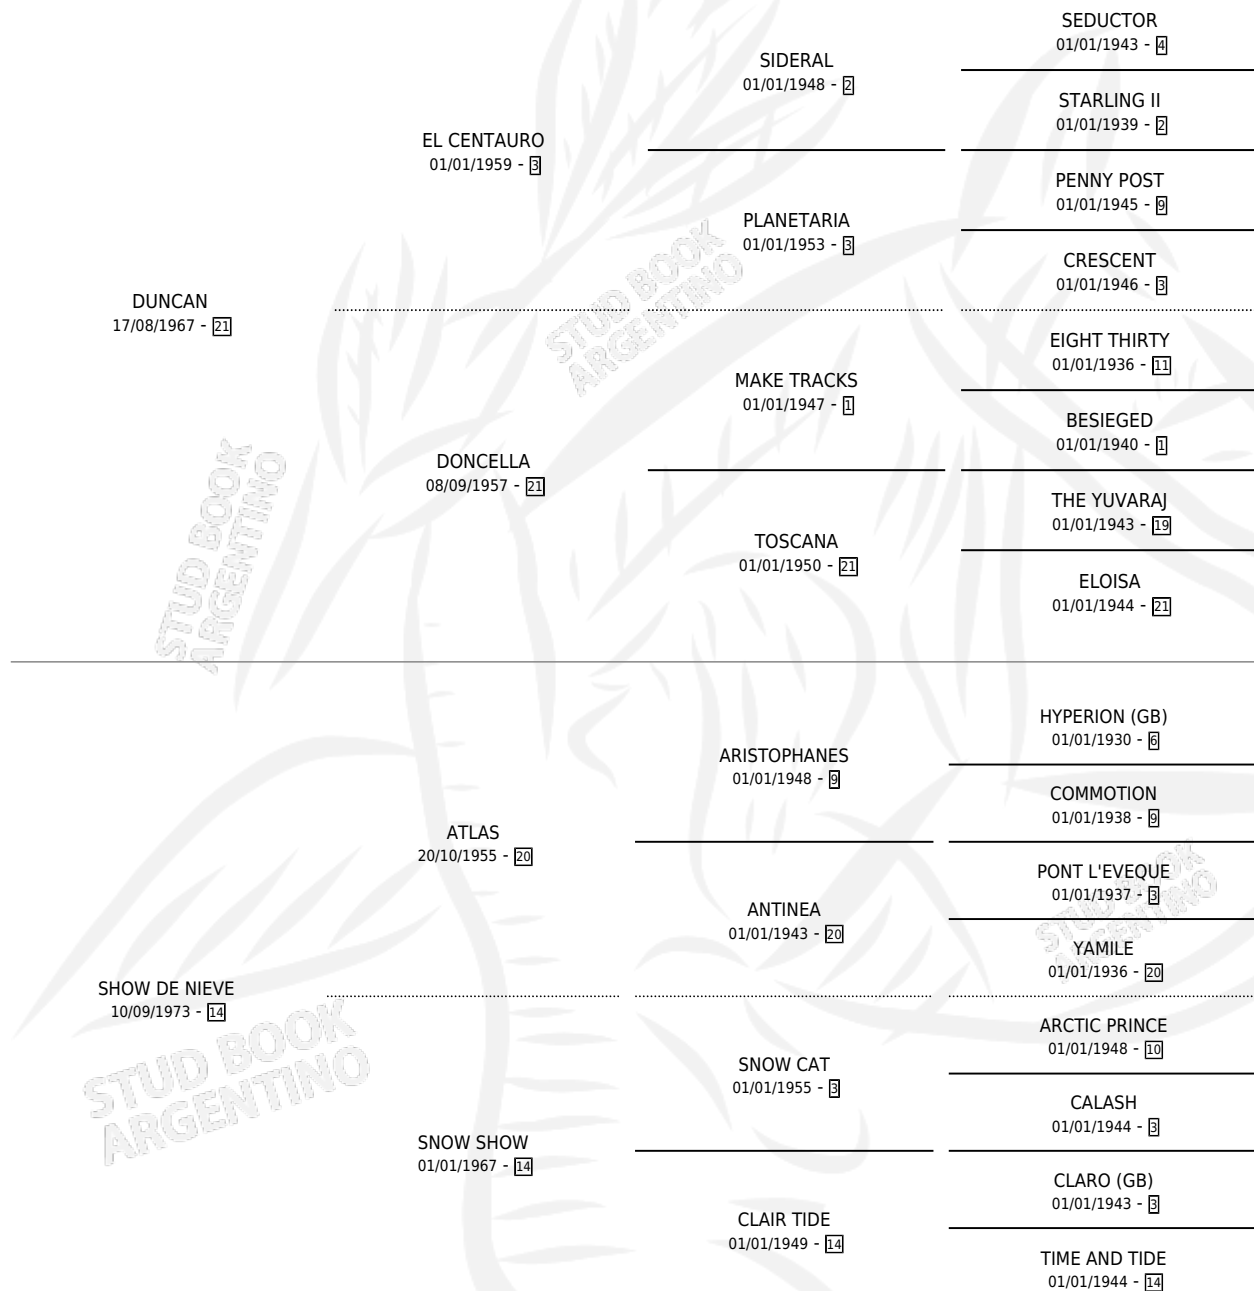 SEDUCTOR
01/01/1943 - 4
SIDERAL
01/01/1948 - 2
STARLING II
01/01/1939 - 2
EL CENTAURO
01/01/1959 - 3
PENNY POST
01/01/1945 - 9
PLANETARIA
01/01/1953 - 3
CRESCENT
01/01/1946 - 3
DUNCAN
17/08/1967 - 21
EIGHT THIRTY
01/01/1936 - 11
MAKE TRACKS
01/01/1947 - 1
BESIEGED
01/01/1940 - 1
DONCELLA
08/09/1957 - 21
THE YUVARAJ
01/01/1943 - 19
TOSCANA
01/01/1950 - 21
ELOISA
01/01/1944 - 21
STUD BOOK
ARGENTINO
STUD BOOK
ARGENTINO
HYPERION (GB)
01/01/1930 - 6
ARISTOPHANES
01/01/1948 - 9
COMMOTION
01/01/1938 - 9
ATLAS
20/10/1955 - 20
PONT L'EVEQUE
01/01/1937 - 3
ANTINEA
01/01/1943 - 20
YAMILE
01/01/1936 - 20
SHOW DE NIEVE
10/09/1973 - 14
ARCTIC PRINCE
01/01/1948 - 10
SNOW CAT
01/01/1955 - 3
CALASH
01/01/1944 - 3
SNOW SHOW
01/01/1967 - 14
CLARO (GB)
01/01/1943 - 3
CLAIR TIDE
01/01/1949 - 14
TIME AND TIDE
01/01/1944 - 14
STUD BOOK
ARGENTINO
STUD BOOK
ARGENTINO